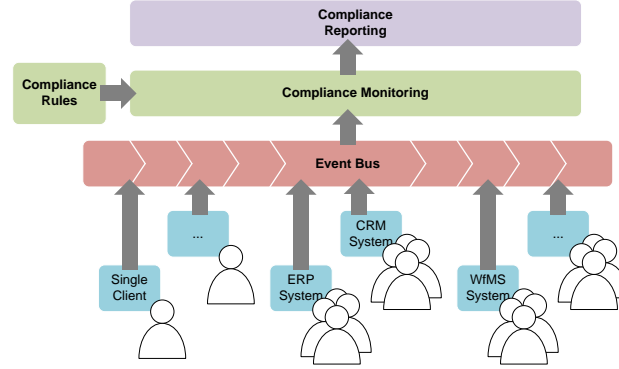 Compliance
Reporting
Compliance
Rules
Compliance Monitoring
Event Bus
...
CRM
System
...
Single
Client
ERP
System
WfMS
System